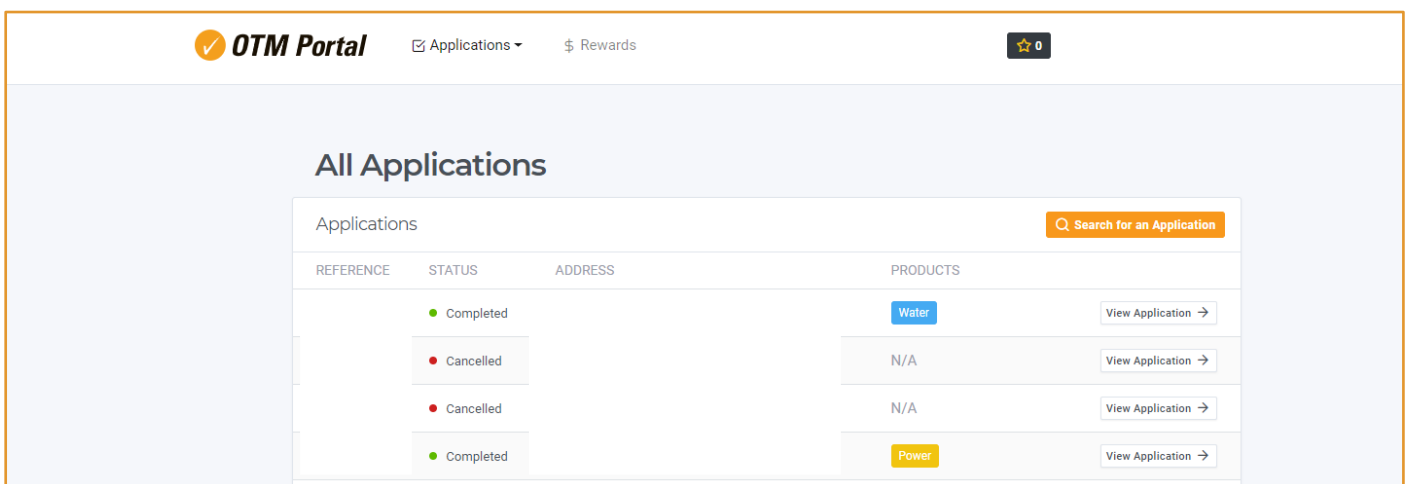 OTM Portal Applications $ Rewards 0
All Applications
Applications Search for an Application
REFERENCE STATUS ADDRESS PRODUCTS
Completed Water View Application →
Cancelled N/A View Application →
Cancelled N/A View Application →
Completed Power View Application →